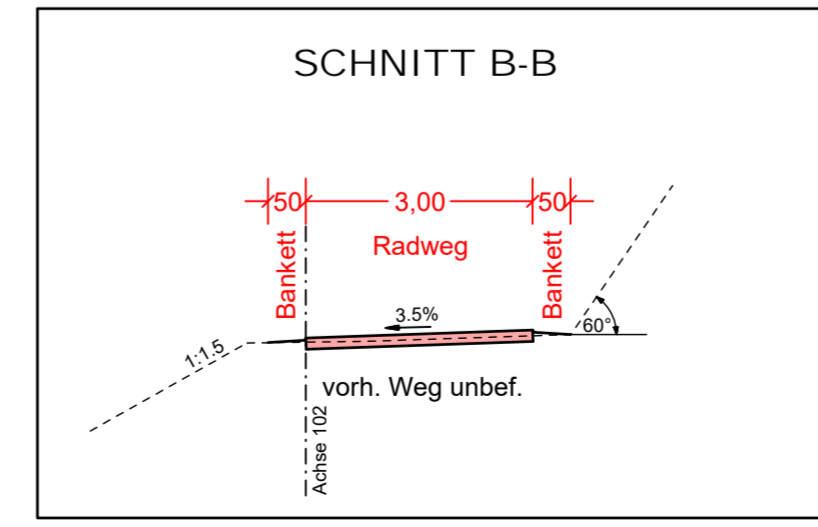 SCHNITT B-B
50 3,00 50
Bankett
Radweg
Bankett
3.5%
60°
1:1.5
vorh. Weg unbef.
Achse 102